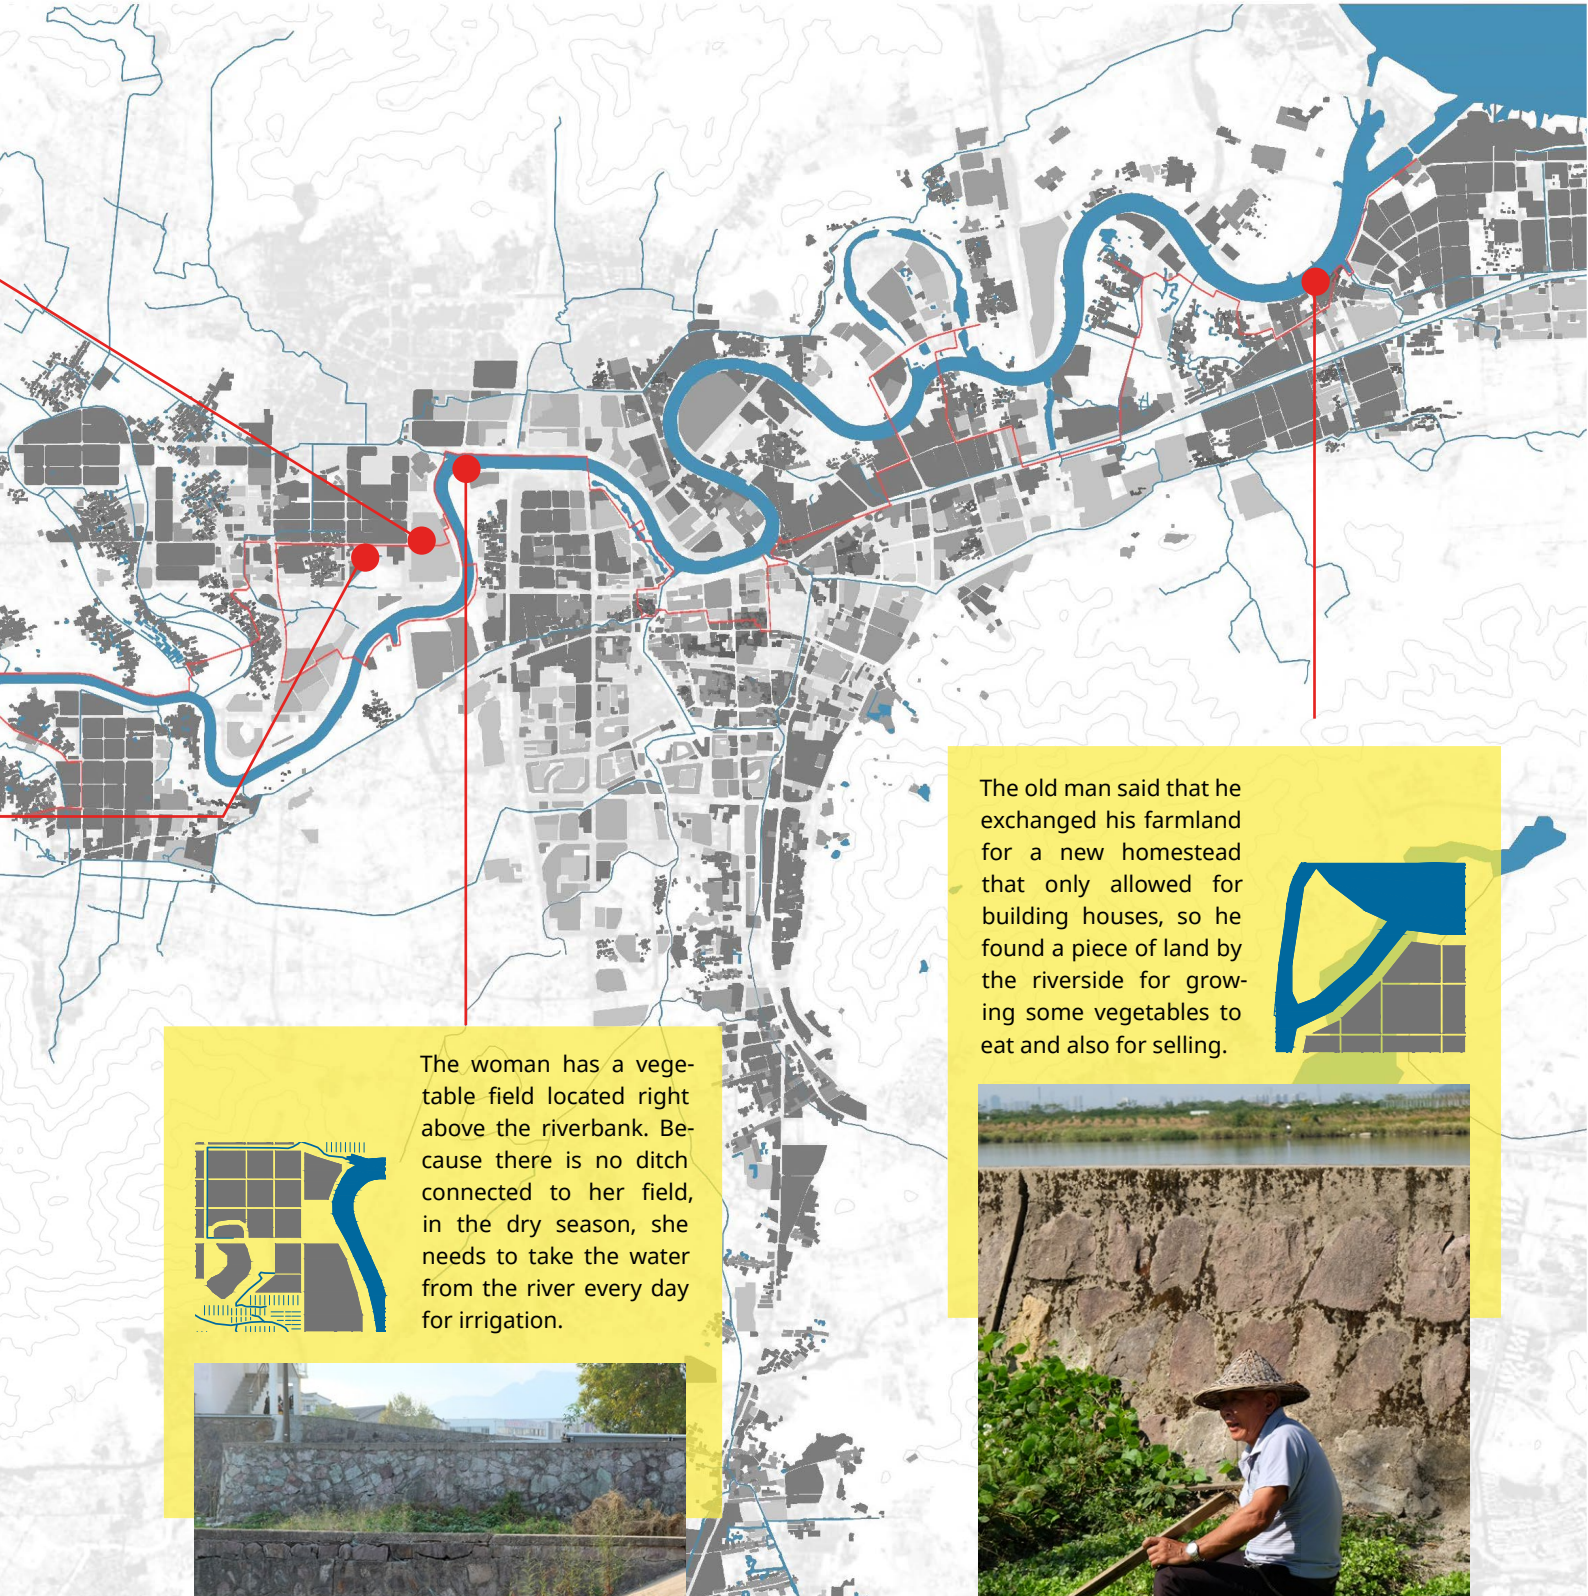 The old man said that he
exchanged his farmland
for a new homestead
that only allowed for
building houses, so he
found a piece of land by
the riverside for grow-
ing some vegetables to
eat and also for selling.
The woman has a vege-
table field located right
above the riverbank. Be-
cause there is no ditch
connected to her field,
in the dry season, she
needs to take the water
from the river every day
for irrigation.